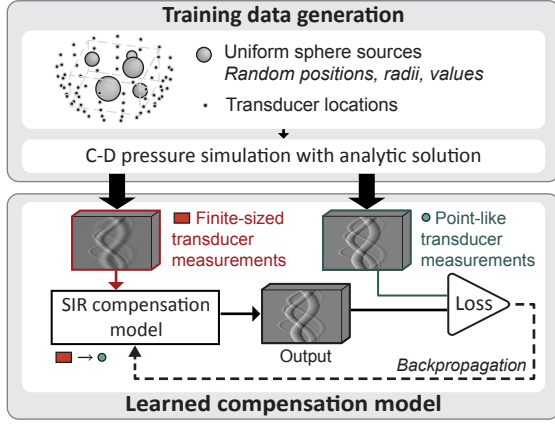 Training data generation
Uniform sphere sources
Random positions, radii, values
Transducer locations
C-D pressure simulation with analytic solution
Finite-sized
transducer
measurements
Point-like
transducer
measurements
SIR compensation
model
Output
Loss
Backpropagation
Learned compensation model